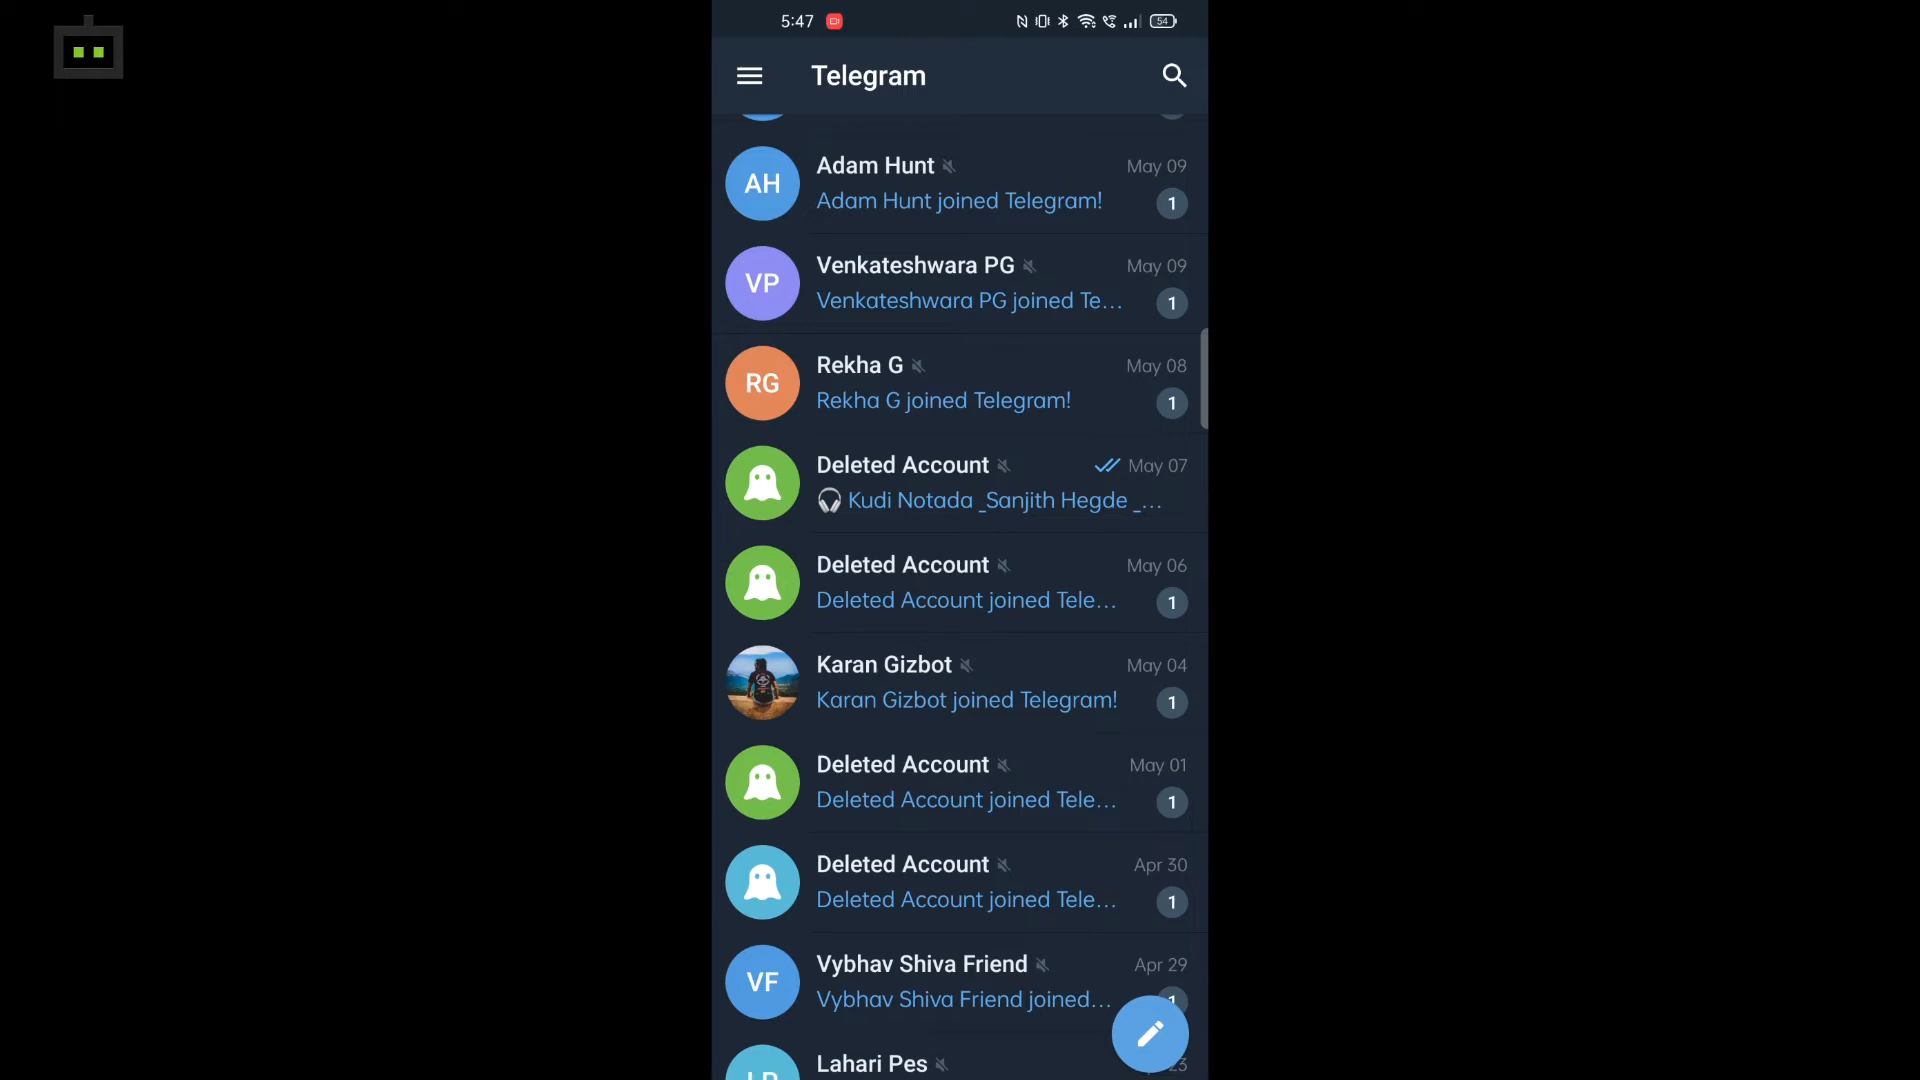 5:47
54
Telegram
AH
Adam Hunt
May 09
Adam Hunt joined Telegram!
1
VP
Venkateshwara PG
May 09
Venkateshwara PG joined Te...
1
RG
Rekha G
May 08
Rekha G joined Telegram!
1
Deleted Account
May 07
Kudi Notada _Sanjith Hegde _...
Deleted Account
May 06
Deleted Account joined Tele...
1
Karan Gizbot
May 04
Karan Gizbot joined Telegram!
1
Deleted Account
May 01
Deleted Account joined Tele...
1
Deleted Account
Apr 30
Deleted Account joined Tele...
1
VF
Vybhav Shiva Friend
Apr 29
Vybhav Shiva Friend joined...
1
Lahari Pes